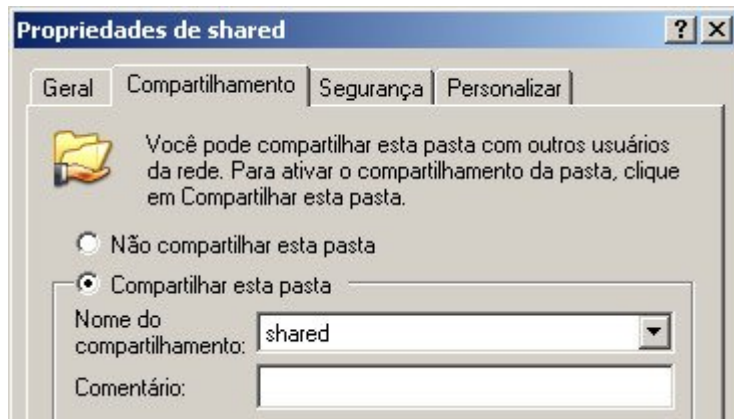 Propriedades de shared
Geral Compartilhamento Segurança Personalizar
Você pode compartilhar esta pasta com outros usuários
da rede. Para ativar o compartilhamento da pasta, clique
em Compartilhar esta pasta.
Não compartilhar esta pasta
Compartilhar esta pasta
Nome do
compartilhamento: shared
Comentário: